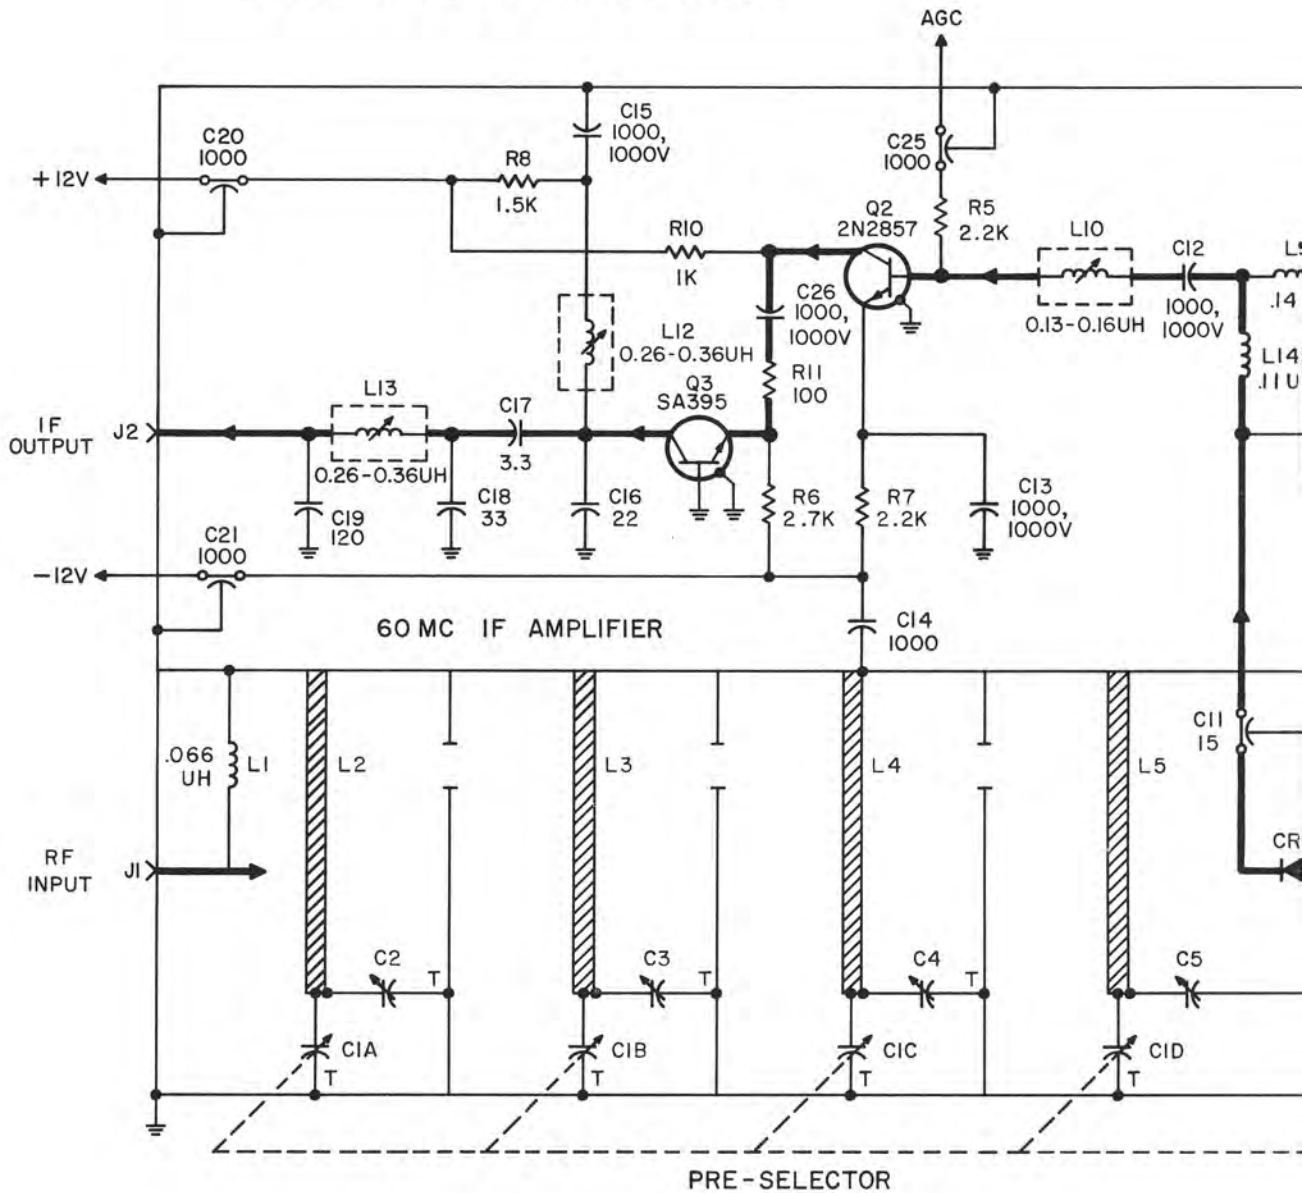 AGC
C20
1000
C15
1000,
1000V
C25
1000
+12V
R8
1.5K
R10
1K
Q2
2N2857
R5
2.2K
L10
0.13-0.16UH
C12
1000,
1000V
.14
C26
1000,
1000V
L12
0.26-0.36UH
R11
100
L14
.11U
Q3
SA395
L13
0.26-0.36UH
C17
3.3
IF
OUTPUT
J2
C19
120
C18
33
C16
22
R6
2.7K
R7
2.2K
C13
1000,
1000V
C21
1000
-12V
60 MC IF AMPLIFIER
C14
1000
.066
UH
L1
L2
L3
L4
L5
C11
15
RF
INPUT
J1
CR
C2
T
C3
T
C4
T
C5
C1A
T
C1B
T
C1C
T
C1D
T
PRE-SELECTOR